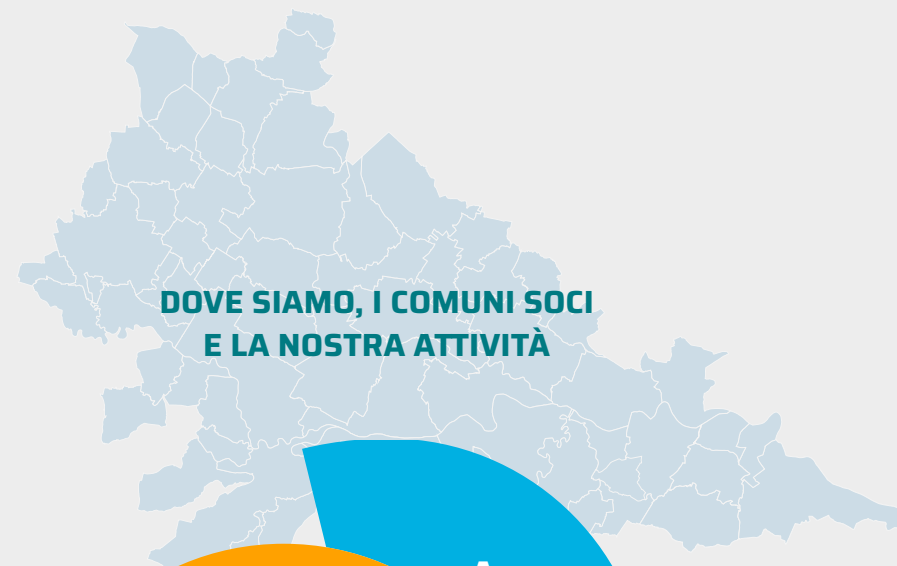 DOVE SIAMO, I COMUNI SOCI
E LA NOSTRA ATTIVITÀ